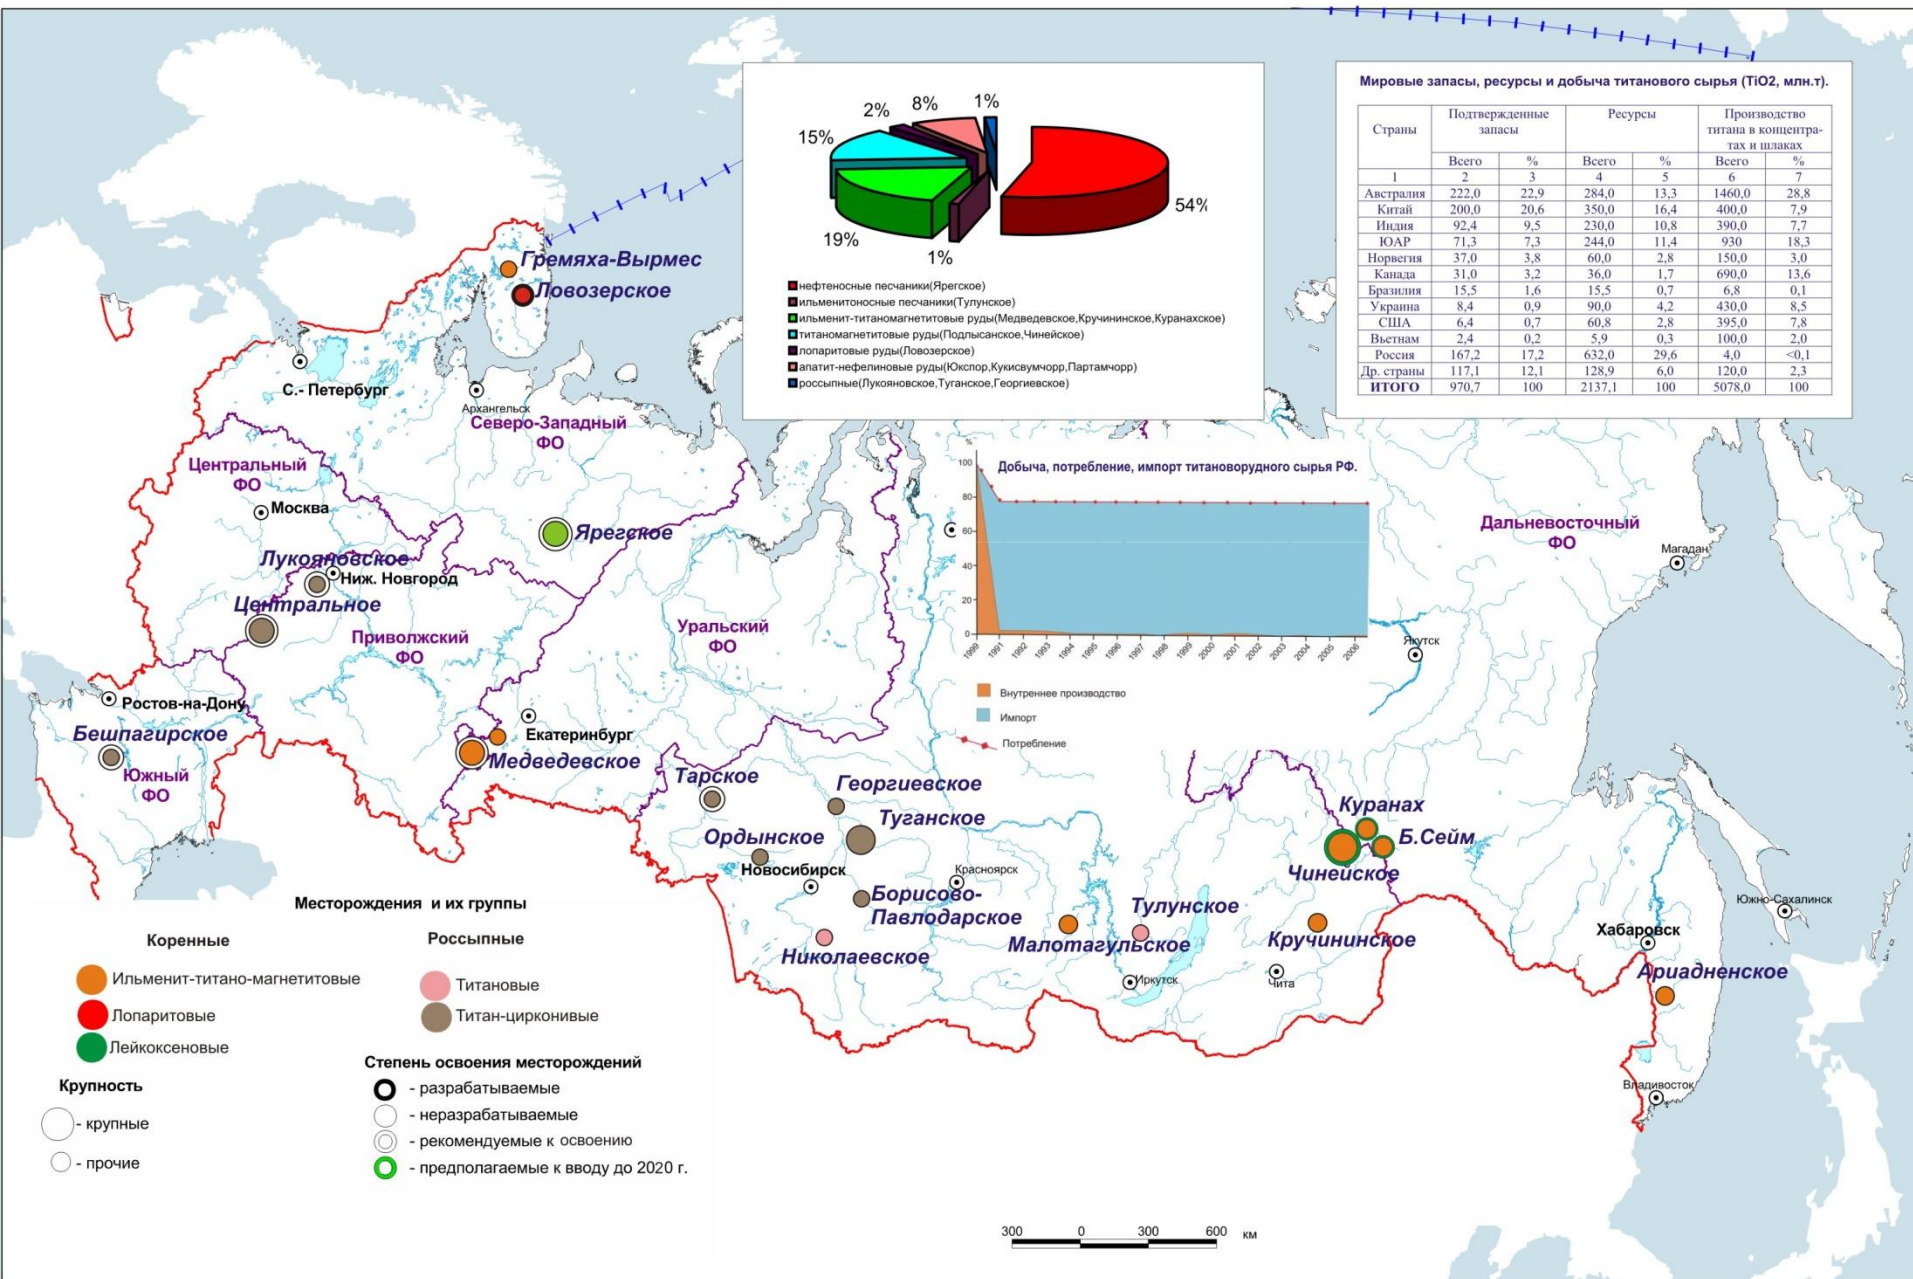 Мировые запасы, ресурсы и добыча титанового сырья (TiO2, млн.т).
Страны Подтвержденные запасы Ресурсы Производство титана в концентра-
тах и шлаках
Всего % Всего % Всего %
1 2 3 4 5 6 7
Австралия 222,0 22,9 284,0 13,3 1460,0 28,8
Китай 200,0 20,6 350,0 16,4 400,0 7,9
Индия 92,4 9,5 230,0 10,8 390,0 7,7
ЮАР 71,3 7,3 244,0 11,4 930 18,3
Норвегия 37,0 3,8 60,0 2,8 150,0 3,0
Канада 31,0 3,2 36,0 1,7 690,0 13,6
Бразилия 15,5 1,6 15,5 0,7 6,8 0,1
Украина 8,4 0,9 90,0 4,2 430,0 8,5
США 6,4 0,7 60,8 2,8 395,0 7,8
Вьетнам 2,4 0,2 5,9 0,3 100,0 2,0
Россия 167,2 17,2 632,0 29,6 4,0 <0,1
Др. страны 117,1 12,1 128,9 6,0 120,0 2,3
ИТОГО 970,7 100 2137,1 100 5078,0 100
2%
8%
1%
15%
54%
19%
1%
нефтеносные песчаники(Ярегское)
ильменитоносные песчаники(Тулунское)
ильменит-титаномагнетитовые руды(Медведевское,Кручининское,Куранахское)
титаномагнетитовые руды(Подлысанское,Чинейское)
лопаритовые руды(Ловозерское)
апатит-нефелиновые руды(Юкспор,Кукисвумчорр,Партамчорр)
россыпные(Лукояновское,Туганское,Георгиевское)
Гремяха-Вырмес
Ловозерское
С.- Петербург
Архангельск
Северо-Западный
ФО
Центральный
ФО
Москва
Ярегское
Лукояновское
Ниж. Новгород
Центральное
Приволжский
ФО
Уральский
ФО
Ростов-на-Дону
Бешпагирское
Южный
ФО
Екатеринбург
Медведевское
%
Добыча, потребление, импорт титановорудного сырья РФ.
100
80
60
40
20
0
1990 1991 1992 1993 1994 1995 1996 1997 1998 1999 2000 2001 2002 2003 2004 2005 2006
Внутреннее производство
Импорт
Потребление
Дальневосточный
ФО
Магадан
Якутск
Тарское
Георгиевское
Туганское
Ордынское
Новосибирск
Красноярск
Борисово-
Павлодарское
Николаевское
Малотагульское
Тулунское
Иркутск
Куранах
Б.Сейм
Чинейское
Кручининское
Чита
Южно-Сахалинск
Хабаровск
Ариадненское
Владивосток
Месторождения и их группы
Коренные
Россыпные
Ильменит-титано-магнетитовые
Титановые
Лопаритовые
Титан-цирконивые
Лейкоксеновые
Крупность
- крупные
- прочие
Степень освоения месторождений
- разрабатываемые
- неразрабатываемые
- рекомендуемые к освоению
- предполагаемые к вводу до 2020 г.
300 0 300 600 км